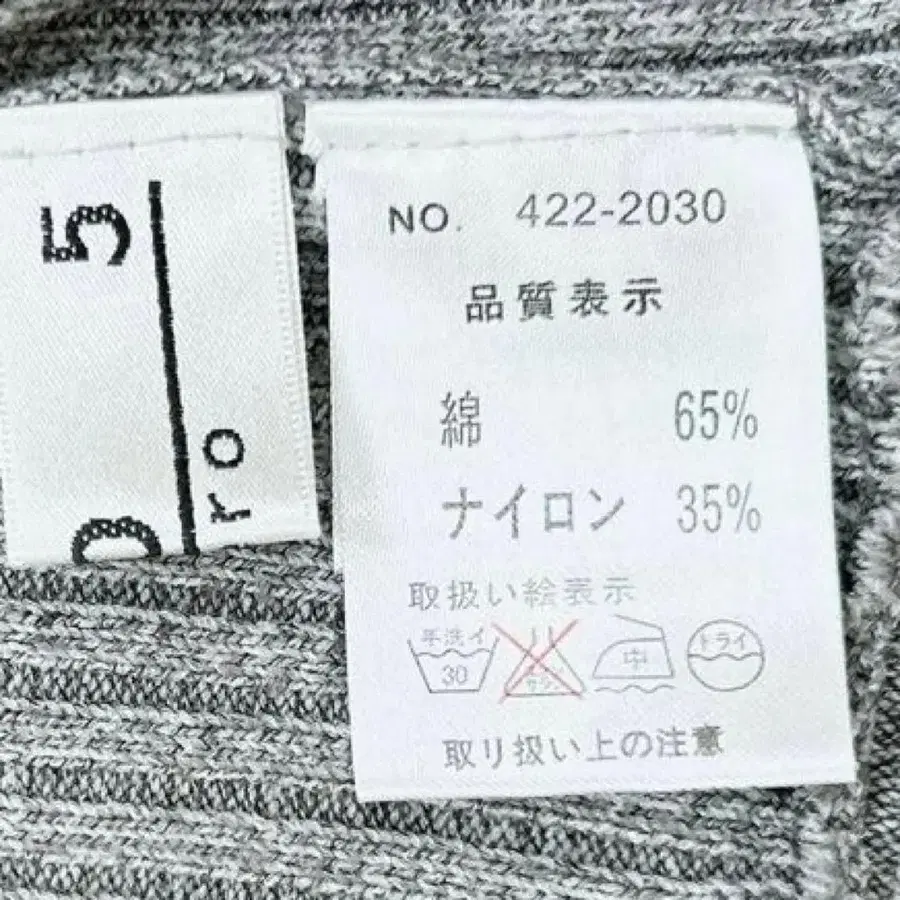 5
ro
NO. 422-2030
品質表示
綿 65%
ナイロン 35%
取扱い絵表示
手洗イ 30 中 ドライ
取り扱い上の注意